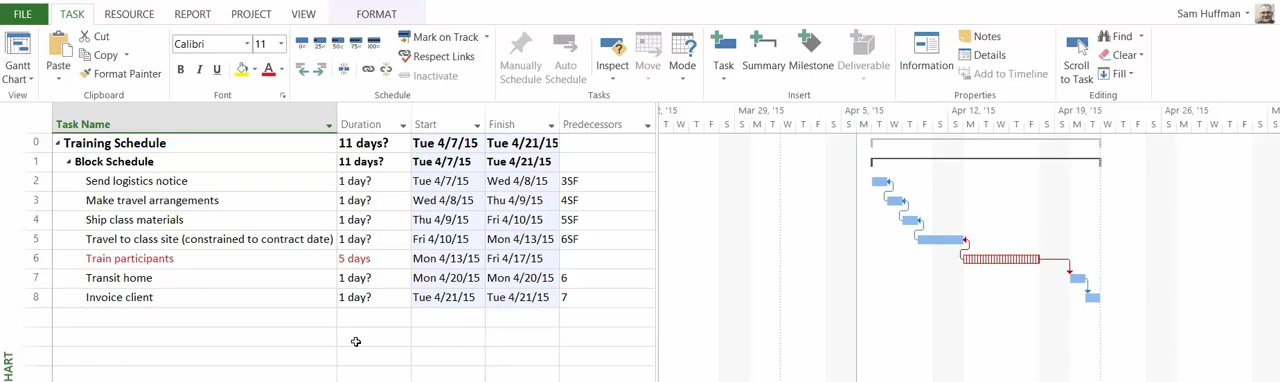 FILE TASK RESOURCE REPORT PROJECT VIEW FORMAT Sam Huffman
Gantt Chart
View
Paste
Cut
Copy
Format Painter
Clipboard
Calibri 11
B I U A
Font
0% 25% 50% 75% 100%
Mark on Track
Respect Links
Inactivate
Schedule
Manually Schedule
Auto Schedule
Inspect
Move
Mode
Tasks
Task
Summary
Milestone
Deliverable
Insert
Information
Notes
Details
Add to Timeline
Properties
Scroll to Task
Find
Clear
Fill
Editing
2, '15 Mar 29, '15 Apr 5, '15 Apr 12, '15 Apr 19, '15 Apr 26, '15
Task Name Duration Start Finish Predecessors
T W T F S S M T W T F S S M T W T F S S M T W T F S S M T W T F S S M T W T F S
0 Training Schedule 11 days? Tue 4/7/15 Tue 4/21/15
1 Block Schedule 11 days? Tue 4/7/15 Tue 4/21/15
2 Send logistics notice 1 day? Tue 4/7/15 Wed 4/8/15 3SF
3 Make travel arrangements 1 day? Wed 4/8/15 Thu 4/9/15 4SF
4 Ship class materials 1 day? Thu 4/9/15 Fri 4/10/15 5SF
5 Travel to class site (constrained to contract date) 1 day? Fri 4/10/15 Mon 4/13/15 6SF
6 Train participants 5 days Mon 4/13/15 Fri 4/17/15
7 Transit home 1 day? Mon 4/20/15 Mon 4/20/15 6
8 Invoice client 1 day? Tue 4/21/15 Tue 4/21/15 7
HART